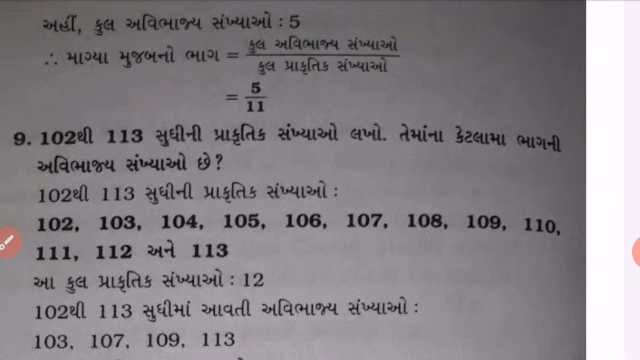 અહીં, કુલ અવિભાજ્ય સંખ્યાઓ : 5
∴ માગ્યા મુજબનો ભાગ = કુલ અવિભાજ્ય સંખ્યાઓ
કુલ પ્રાકૃતિક સંખ્યાઓ
= 5
11
9. 102થી 113 સુધીની પ્રાકૃતિક સંખ્યાઓ લખો. તેમાંના કેટલામા ભાગની
અવિભાજ્ય સંખ્યાઓ છે?
102થી 113 સુધીની પ્રાકૃતિક સંખ્યાઓ :
102, 103, 104, 105, 106, 107, 108, 109, 110,
111, 112 અને 113
આ કુલ પ્રાકૃતિક સંખ્યાઓ : 12
102થી 113 સુધીમાં આવતી અવિભાજ્ય સંખ્યાઓ :
103, 107, 109, 113